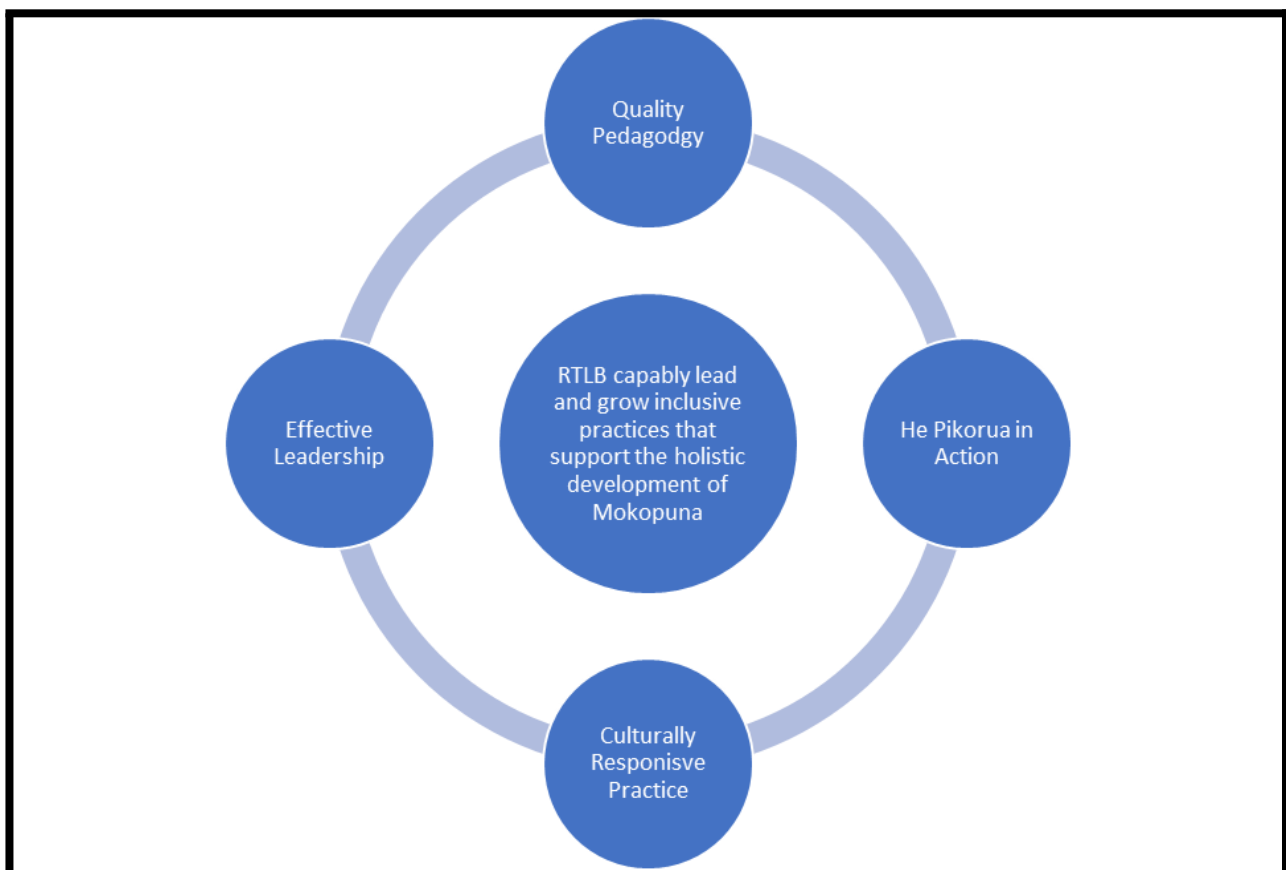 Quality
Pedagodgy
Effective
Leadership
RTLB capably lead
and grow inclusive
practices that
support the holistic
development of
Mokopuna
He Pikorua in
Action
Culturally
Responisve
Practice